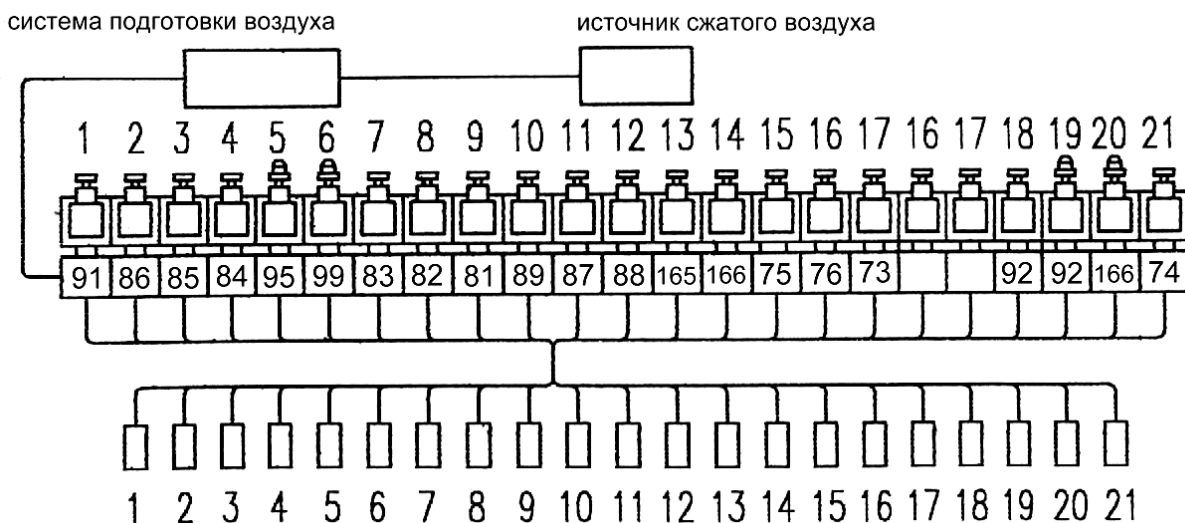 система подготовки воздуха источник сжатого воздуха
1 2 3 4 5 6 7 8 9 10 11 12 13 14 15 16 17 16 17 18 19 20 21
91 86 85 84 95 99 83 82 81 89 87 88 165 166 75 76 73 92 92 166 74
1 2 3 4 5 6 7 8 9 10 11 12 13 14 15 16 17 18 19 20 21